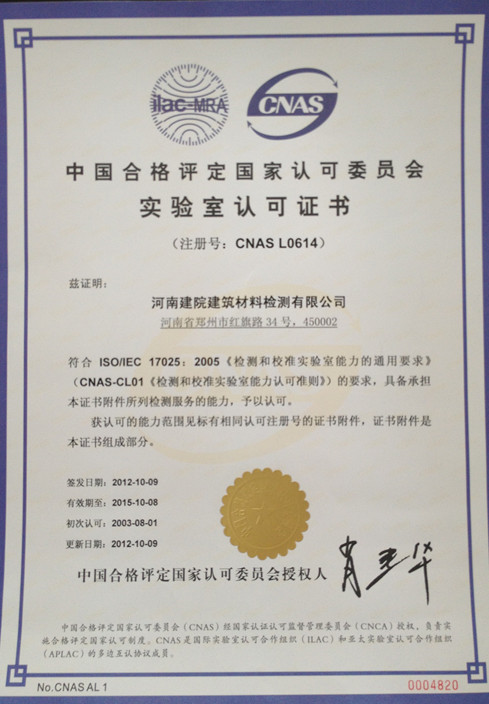 ilac-MRA
CNAS
中国合格评定国家认可委员会
实验室认可证书
（注册号：CNAS L0614）
兹证明：
河南建院建筑材料检测有限公司
河南省郑州市红旗路 34 号，450002
符合 ISO/IEC 17025：2005《检测和校准实验室能力的通用要求》
（CNAS-CL01《检测和校准实验室能力认可准则》）的要求，具备承担
本证书附件所列检测服务的能力，予以认可。
获认可的能力范围见标有相同认可注册号的证书附件，证书附件是
本证书组成部分。
签发日期：2012-10-09
有效期至：2015-10-08
初次认可：2003-08-01
更新日期：2012-10-09
中国合格评定国家认可委员会授权人
中国合格评定国家认可委员会（CNAS）经国家认证认可监督管理委员会（CNCA）授权，负责实
施合格评定国家认可制度。CNAS是国际实验室认可合作组织（ILAC）和亚太实验室认可合作组织
（APLAC）的多边互认协议成员。
No.CNAS AL 1
0004820